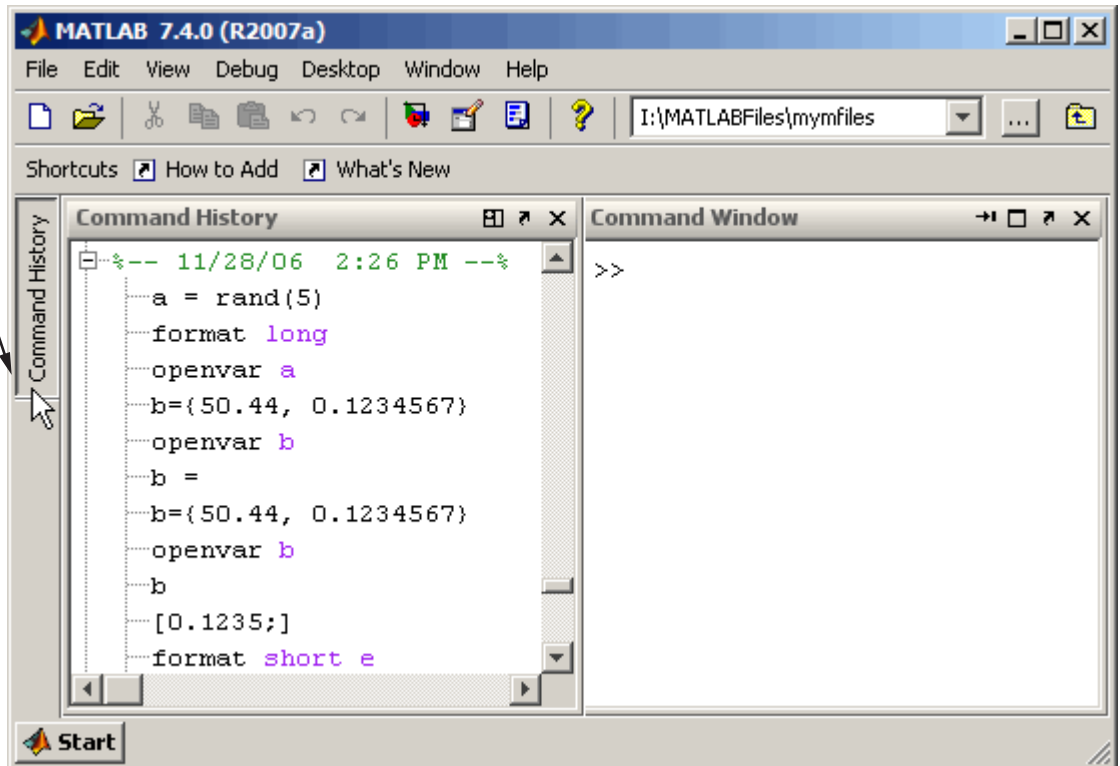 MATLAB 7.4.0 (R2007a)
File Edit View Debug Desktop Window Help
I:\MATLABFiles\mymfiles ...
Shortcuts How to Add What's New
Command History
Command History
%-- 11/28/06  2:26 PM --%
a = rand(5)
format long
openvar a
b={50.44, 0.1234567}
openvar b
b =
b={50.44, 0.1234567}
openvar b
b
[0.1235;]
format short e
Command Window
>>
Start